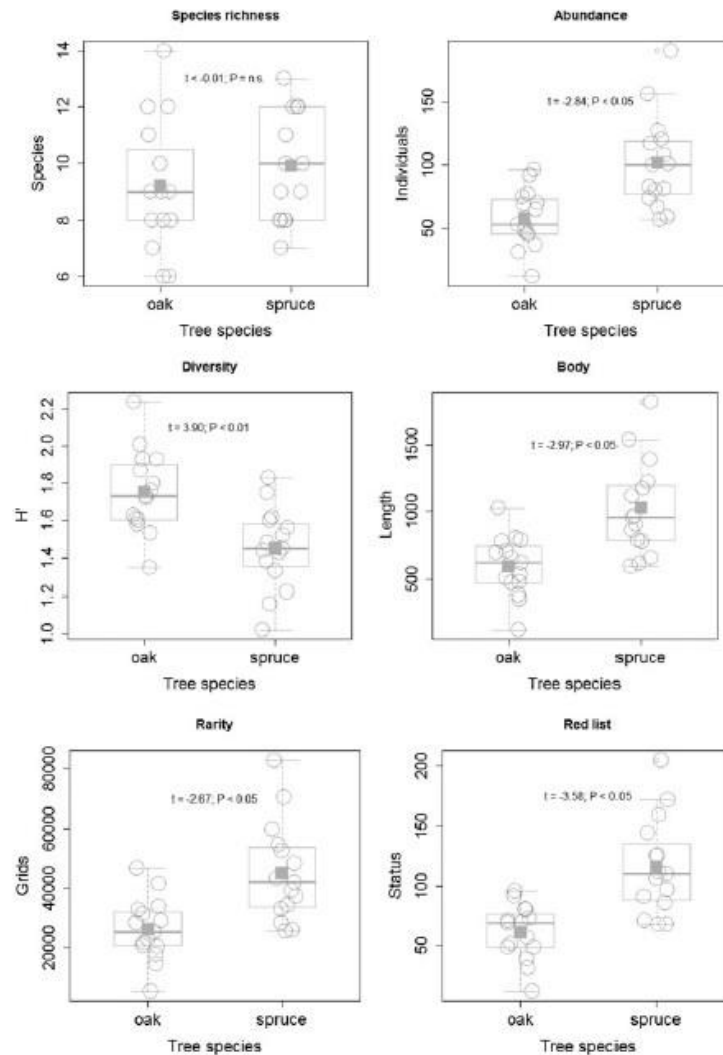 Species richness
Abundance
14
12
10
8
6
Species
t < -0.01; P = n.s.
oak
spruce
Tree species
150
100
50
Individuals
t = -2.84; P < 0.05
oak
spruce
Tree species
Diversity
Body
2.2
2.0
1.8
1.6
1.4
1.2
1.0
H'
t = 3.90; P < 0.01
oak
spruce
Tree species
1500
1000
500
Length
t = -2.97; P < 0.05
oak
spruce
Tree species
Rarity
Red list
80000
60000
40000
20000
Grids
t = -2.67; P < 0.05
oak
spruce
Tree species
200
150
100
50
Status
t = -3.58; P < 0.05
oak
spruce
Tree species